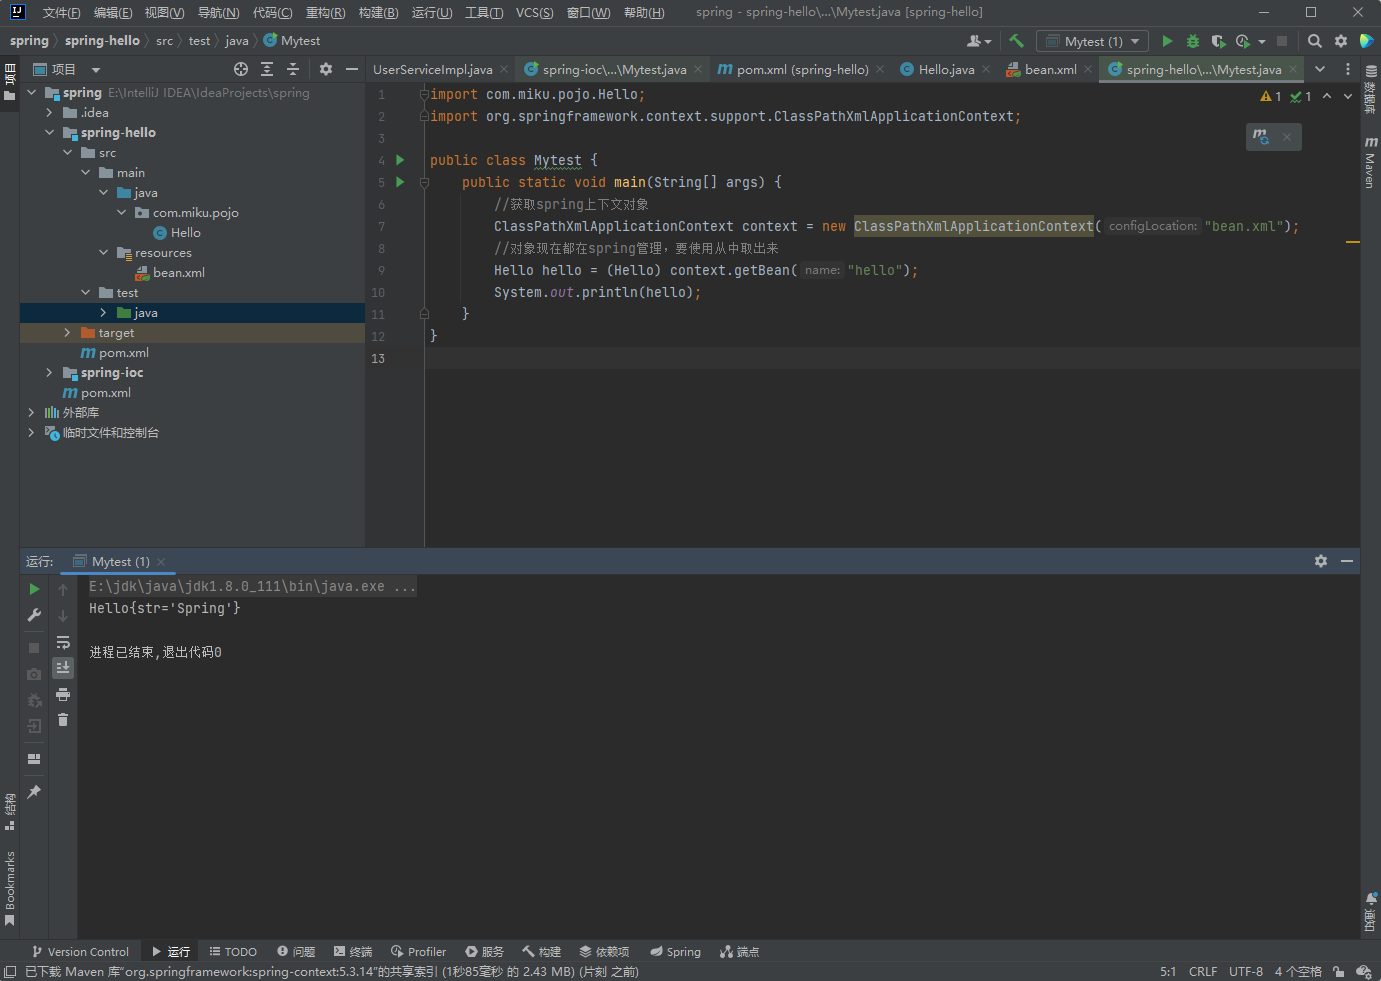 文件(F) 编辑(E) 视图(V) 导航(N) 代码(C) 重构(R) 构建(B) 运行(U) 工具(T) VCS(S) 窗口(W) 帮助(H) spring - spring-hello\...\Mytest.java [spring-hello]
spring spring-hello src test java Mytest Mytest (1)
项目
项目
UserServiceImpl.java spring-ioc\...\Mytest.java pom.xml (spring-hello) Hello.java bean.xml spring-hello\...\Mytest.java
spring E:\IntelliJ IDEA\IdeaProjects\spring
.idea
spring-hello
src
main
java
com.miku.pojo
Hello
resources
bean.xml
test
java
target
pom.xml
spring-ioc
pom.xml
外部库
临时文件和控制台
1 import com.miku.pojo.Hello;
2 import org.springframework.context.support.ClassPathXmlApplicationContext;
3
4 public class Mytest {
5 public static void main(String[] args) {
6 //获取spring上下文对象
7 ClassPathXmlApplicationContext context = new ClassPathXmlApplicationContext( configLocation: "bean.xml");
8 //对象现在都在spring管理，要使用从中取出来
9 Hello hello = (Hello) context.getBean( name: "hello");
10 System.out.println(hello);
11 }
12 }
13
1 1
数据库
Maven
通知
运行: Mytest (1)
E:\jdk\java\jdk1.8.0_111\bin\java.exe ...
Hello{str='Spring'}
进程已结束,退出代码0
结构
Bookmarks
Version Control 运行 TODO 问题 终端 Profiler 服务 构建 依赖项 Spring 端点
已下载 Maven 库“org.springframework:spring-context:5.3.14”的共享索引 (1秒85毫秒 的 2.43 MB) (片刻 之前) 5:1 CRLF UTF-8 4 个空格